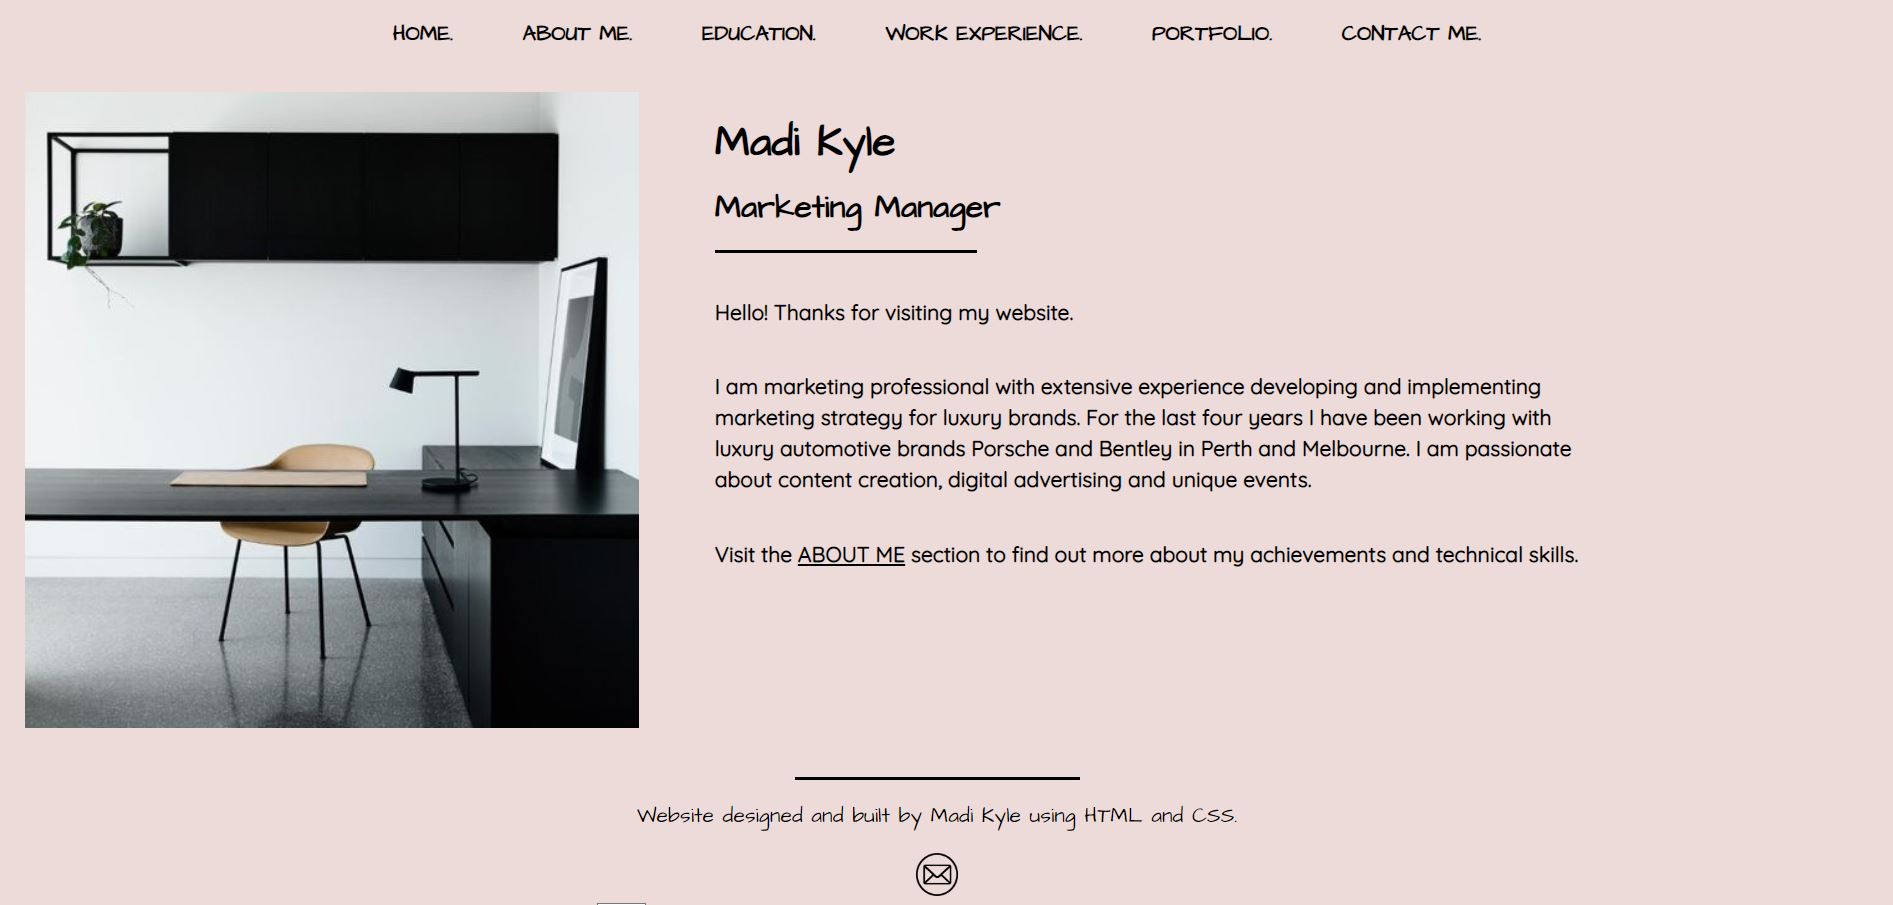 HOME. ABOUT ME. EDUCATION. WORK EXPERIENCE. PORTFOLIO. CONTACT ME.
Madi Kyle
Marketing Manager
Hello! Thanks for visiting my website.
I am marketing professional with extensive experience developing and implementing
marketing strategy for luxury brands. For the last four years I have been working with
luxury automotive brands Porsche and Bentley in Perth and Melbourne. I am passionate
about content creation, digital advertising and unique events.
Visit the ABOUT ME section to find out more about my achievements and technical skills.
Website designed and built by Madi Kyle using HTML and CSS.